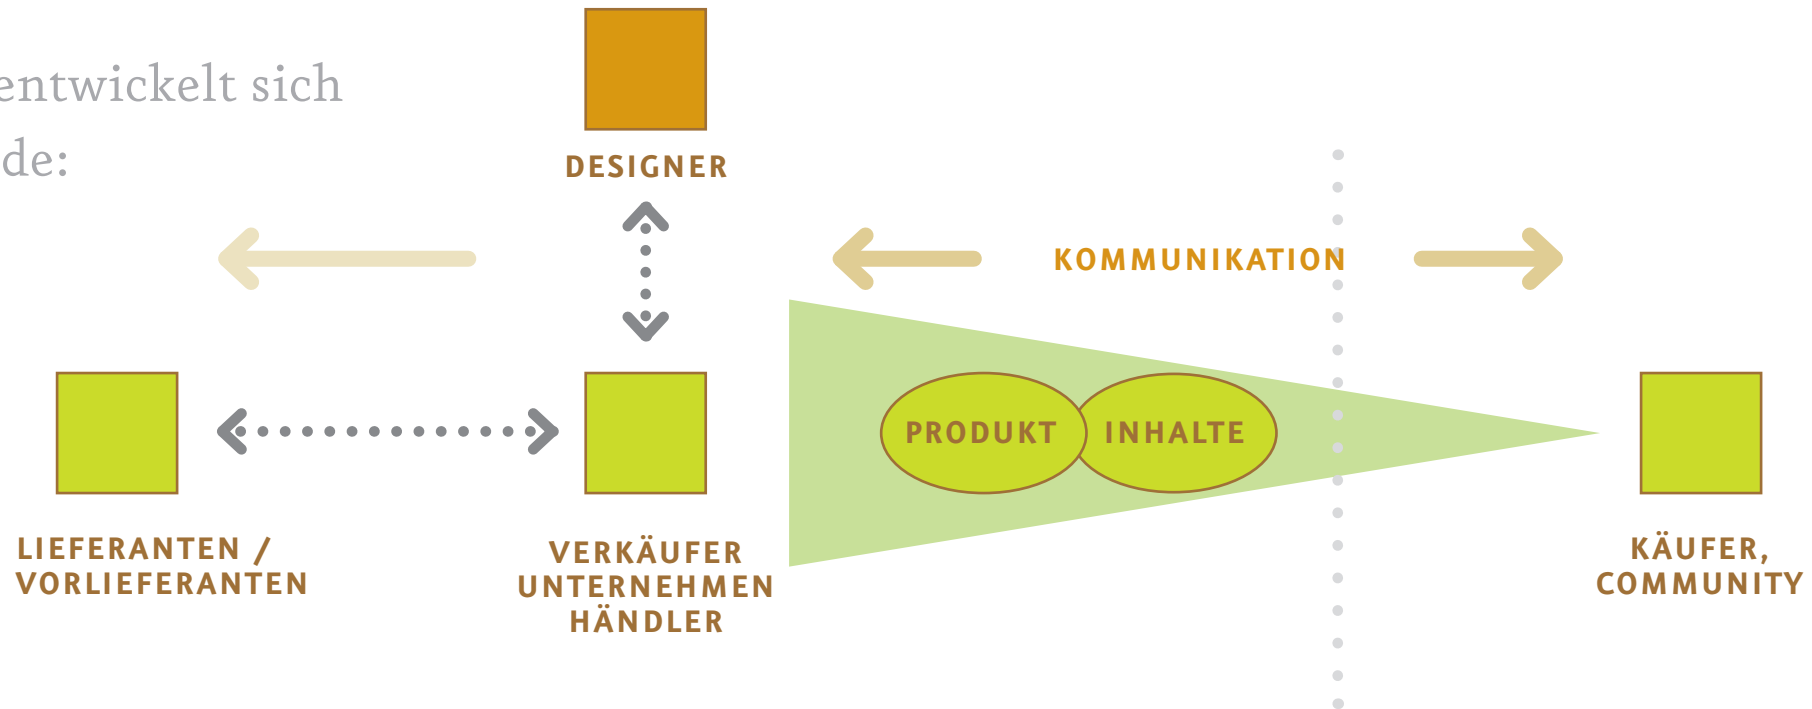 entwickelt sich
de:
DESIGNER
KOMMUNIKATION
PRODUKT
INHALTE
LIEFERANTEN /
VORLIEFERANTEN
VERKÄUFER
UNTERNEHMEN
HÄNDLER
KÄUFER,
COMMUNITY